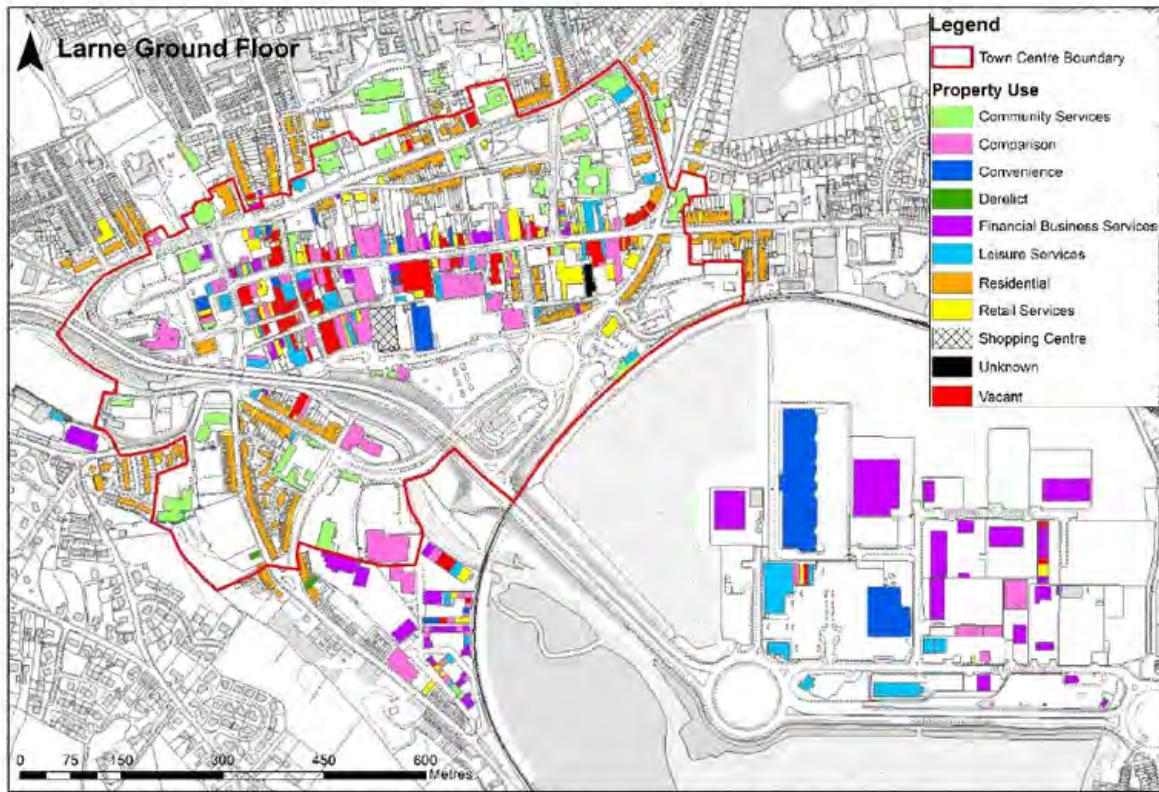 Larne Ground Floor
Legend
Town Centre Boundary
Property Use
Community Services
Comparison
Convenience
Derelict
Financial Business Services
Leisure Services
Residential
Retail Services
Shopping Centre
Unknown
Vacant
0 75 150 300 450 600
Metres